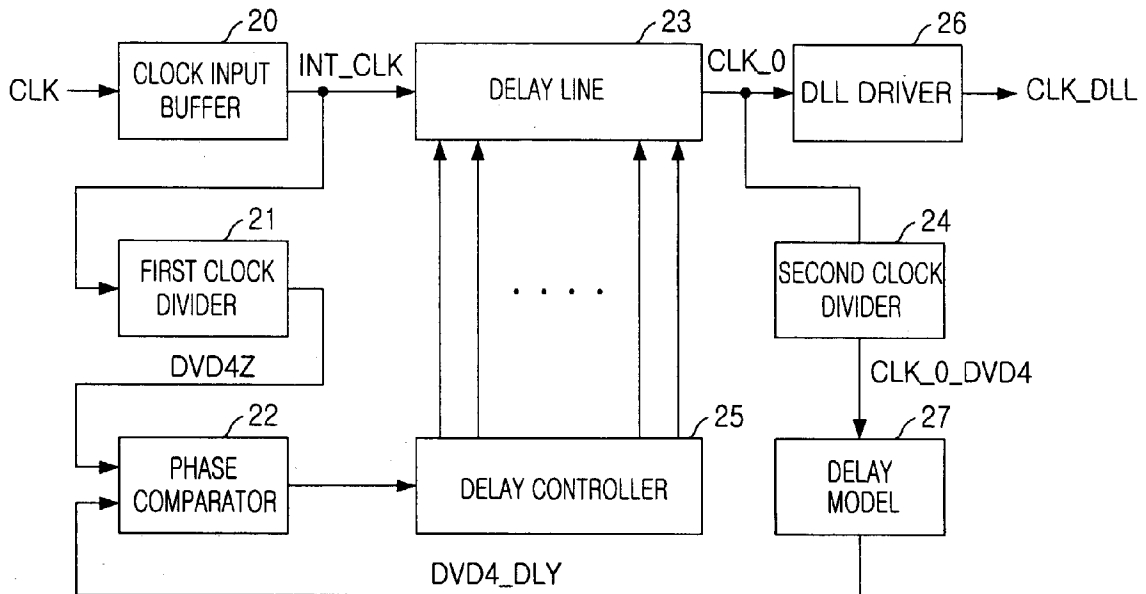 20
23
26
CLK
CLOCK INPUT
BUFFER
INT_CLK
DELAY LINE
CLK_0
DLL DRIVER
CLK_DLL
21
FIRST CLOCK
DIVIDER
. . . .
24
SECOND CLOCK
DIVIDER
DVD4Z
CLK_0_DVD4
22
PHASE
COMPARATOR
25
DELAY CONTROLLER
27
DELAY
MODEL
DVD4_DLY